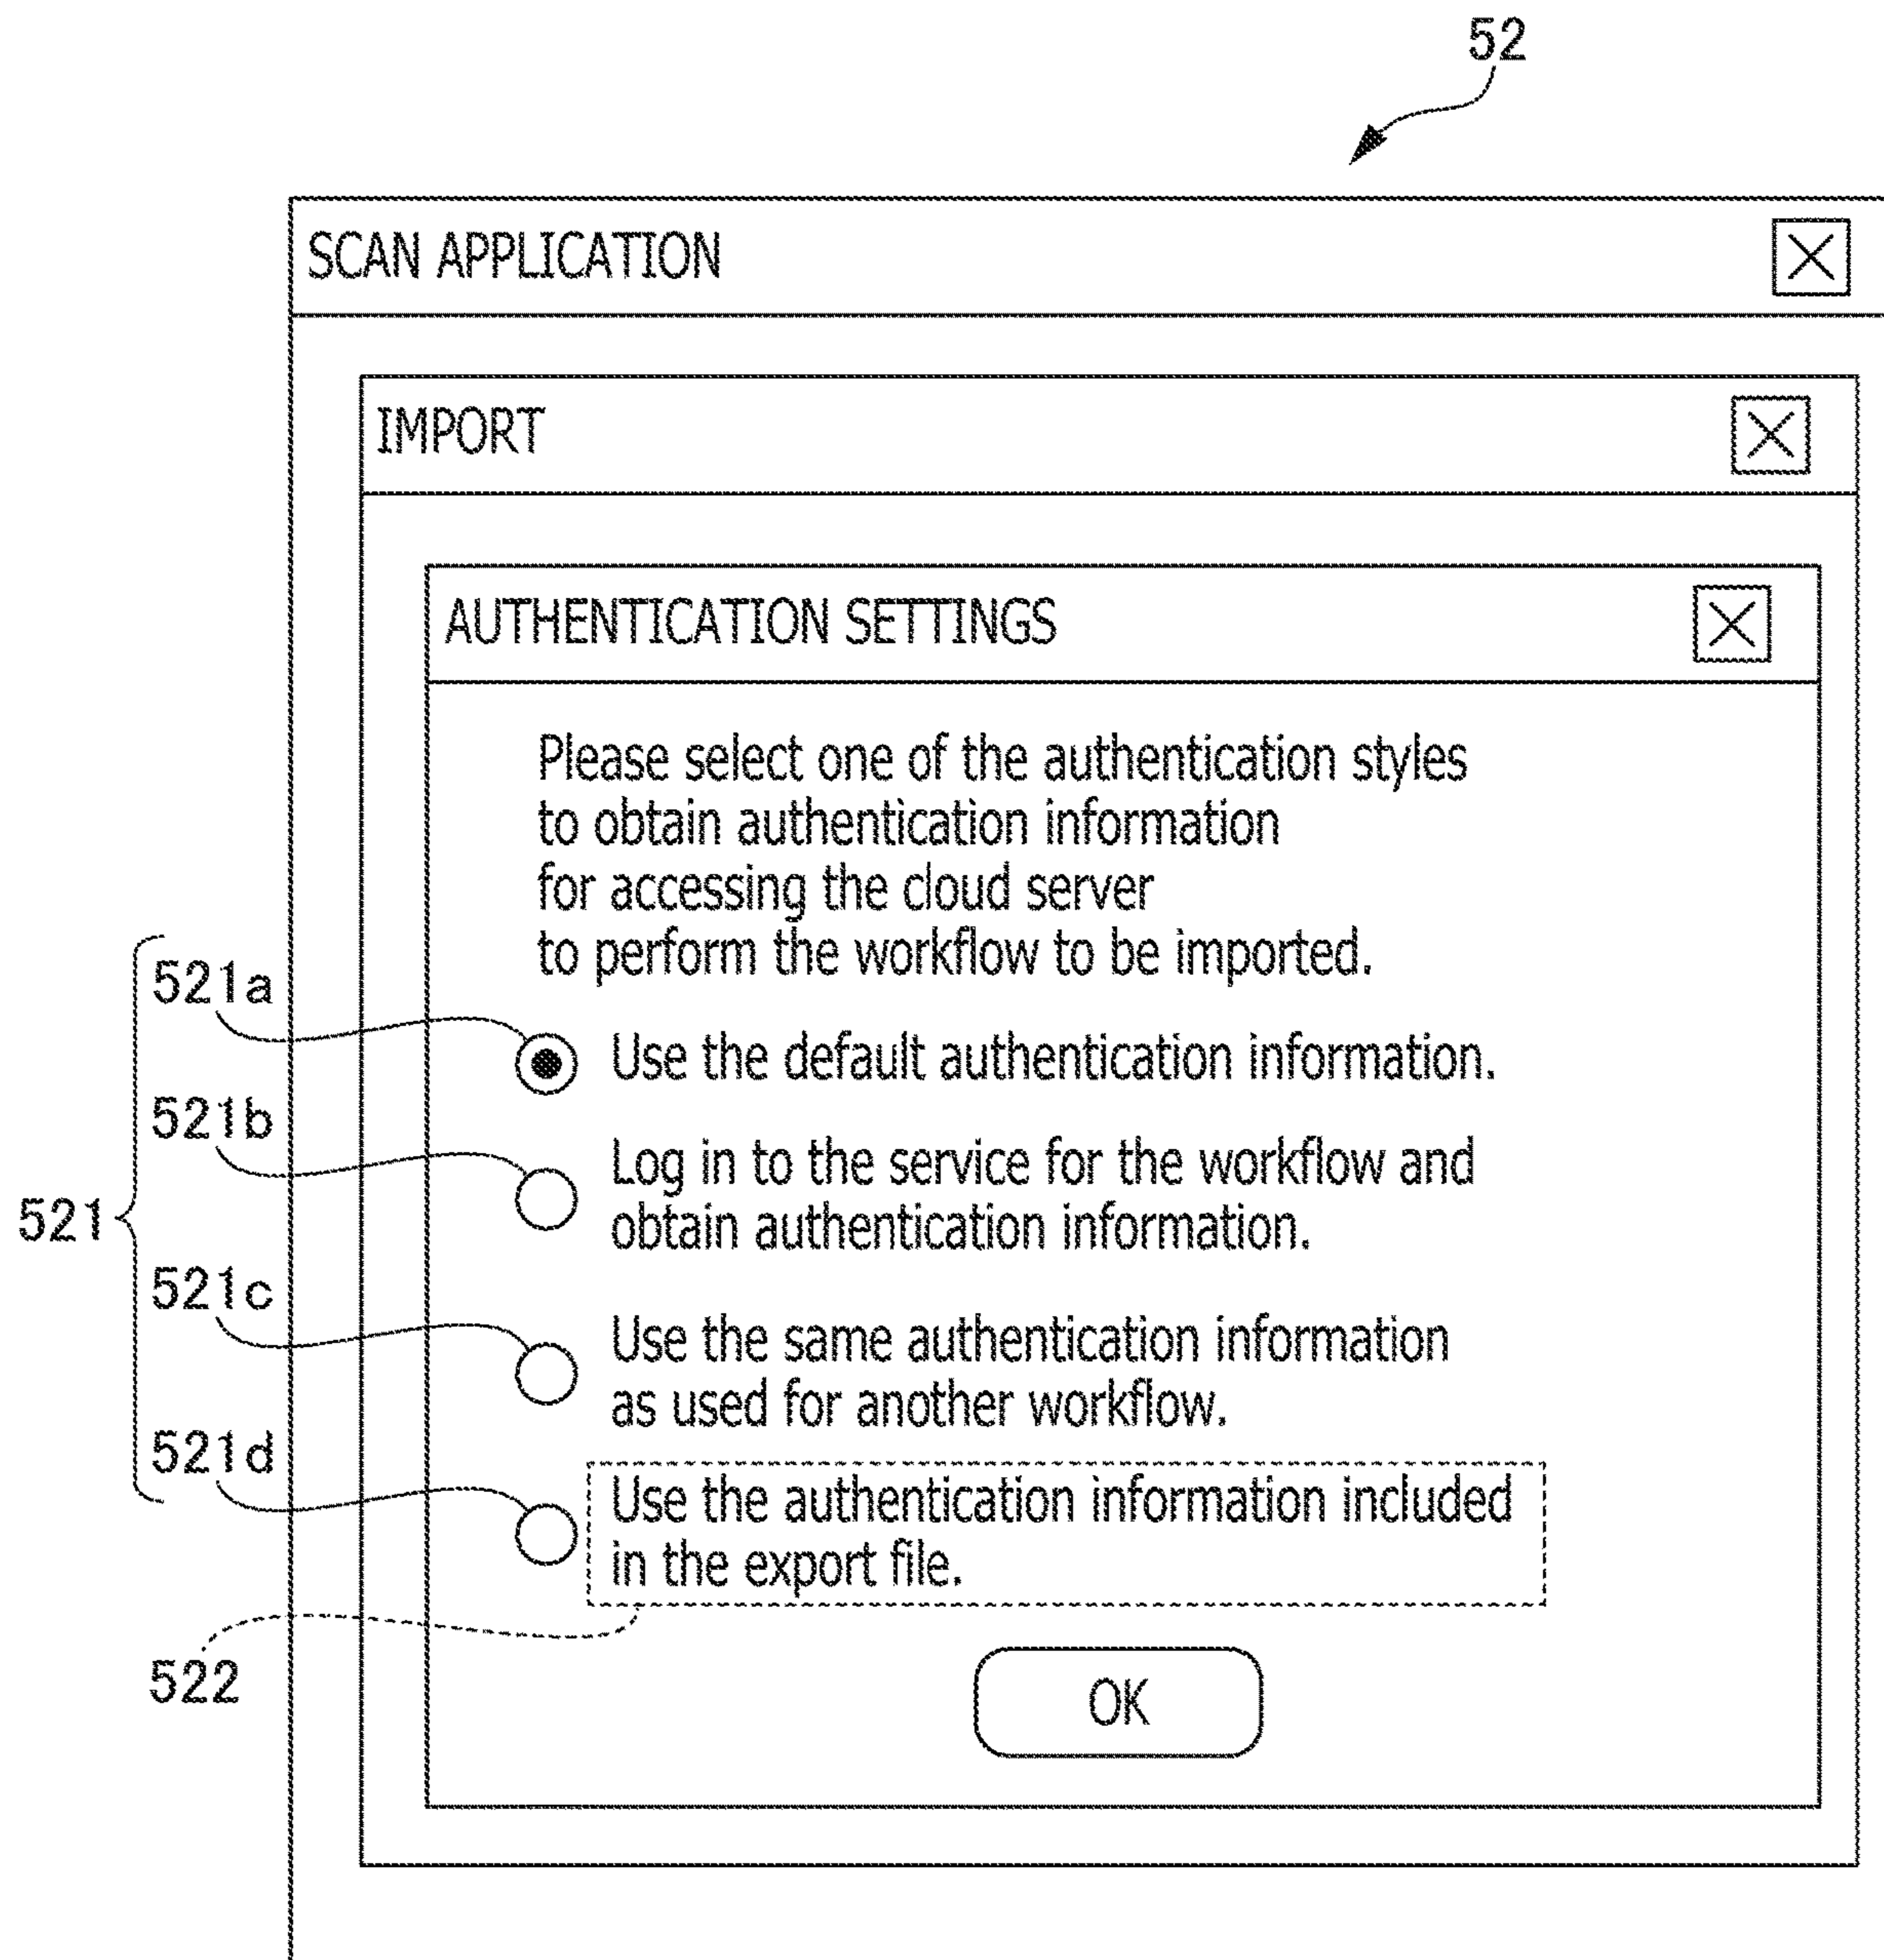 52
SCAN APPLICATION
IMPORT
AUTHENTICATION SETTINGS
Please select one of the authentication styles
to obtain authentication information
for accessing the cloud server
to perform the workflow to be imported.
521
521a
Use the default authentication information.
521b
Log in to the service for the workflow and
obtain authentication information.
521c
Use the same authentication information
as used for another workflow.
521d
Use the authentication information included
in the export file.
522
OK